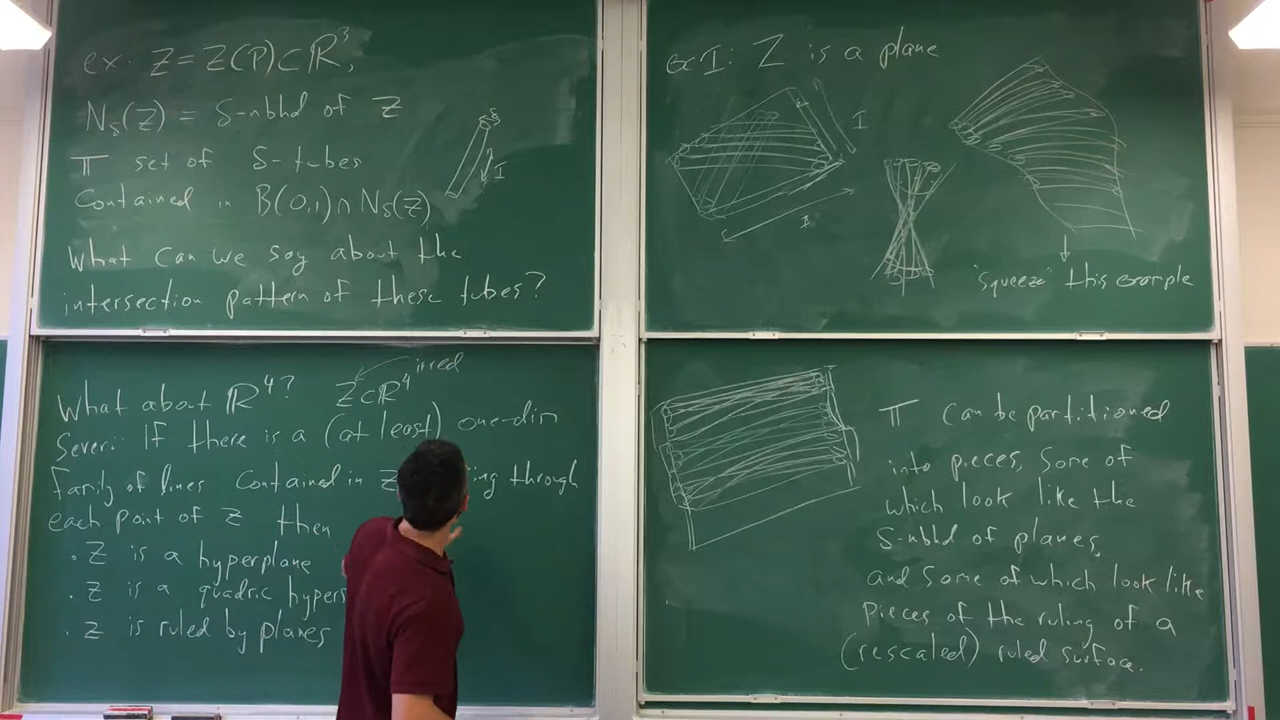 ex. Z = Z(P) ⊂ ℝ³,
N_δ(Z) = δ-nbhd of Z
𝕋 set of δ-tubes
Contained in B(0,1) ∩ N_δ(Z)
What can we say about the
intersection pattern of these tubes?
δ
1
What about ℝ⁴? Z ⊂ ℝ⁴ irred
Severi: If there is a (at least) one-dim
family of lines Contained in Z through
each point of Z then
• Z is a hyperplane
• Z is a quadric
• Z is ruled by planes
ex I: Z is a plane
1
1
"squeeze" this example
𝕋 Can be partitioned
into pieces, Some of
which look like the
δ-nbhd of planes,
and Some of which look like
pieces of the ruling of a
(rescaled) ruled surface.